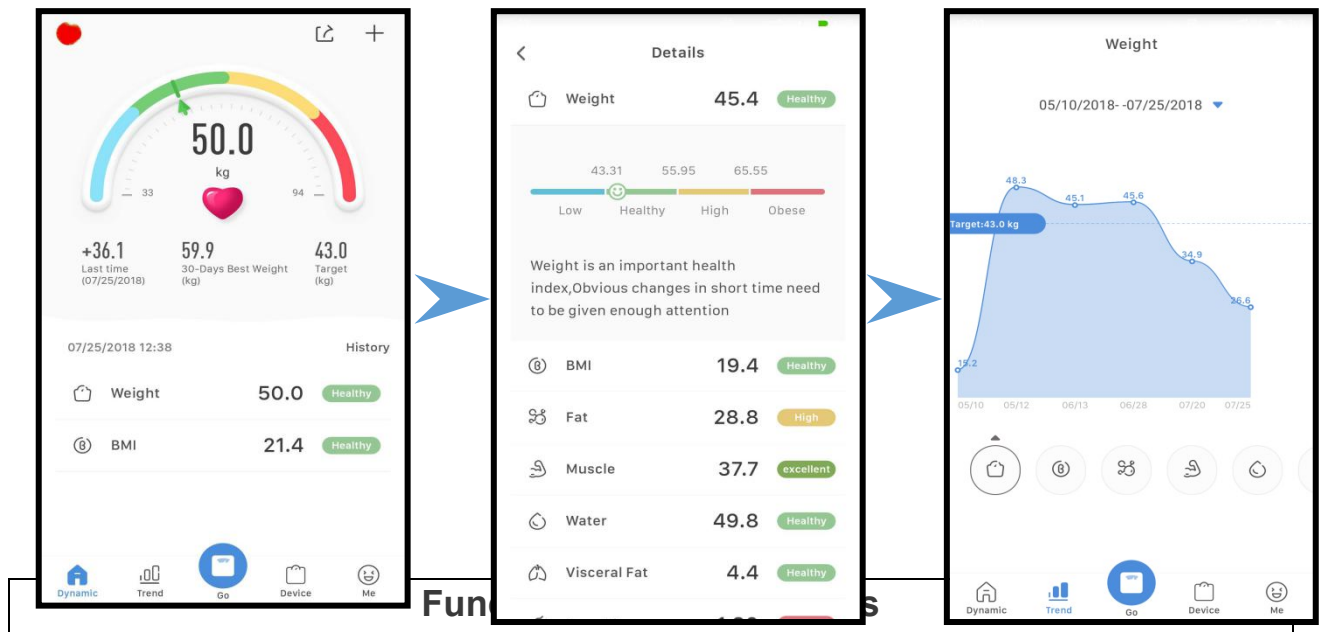 50.0
kg
33
94
+36.1
59.9
43.0
Last time
(07/25/2018)
30-Days Best Weight
(kg)
Target
(kg)
07/25/2018 12:38 History
Weight 50.0 Healthy
BMI 21.4 Healthy
Dynamic Trend Go Device Me
Details
Weight 45.4 Healthy
43.31 55.95 65.55
Low Healthy High Obese
Weight is an important health
index,Obvious changes in short time need
to be given enough attention
BMI 19.4 Healthy
Fat 28.8 High
Muscle 37.7 excellent
Water 49.8 Healthy
Visceral Fat 4.4 Healthy
Weight
05/10/2018- -07/25/2018
48.3
45.1
45.6
Target:43.0 kg
34.9
26.6
15.2
05/10 05/12 06/13 06/28 07/20 07/25
Dynamic Trend Go Device Me